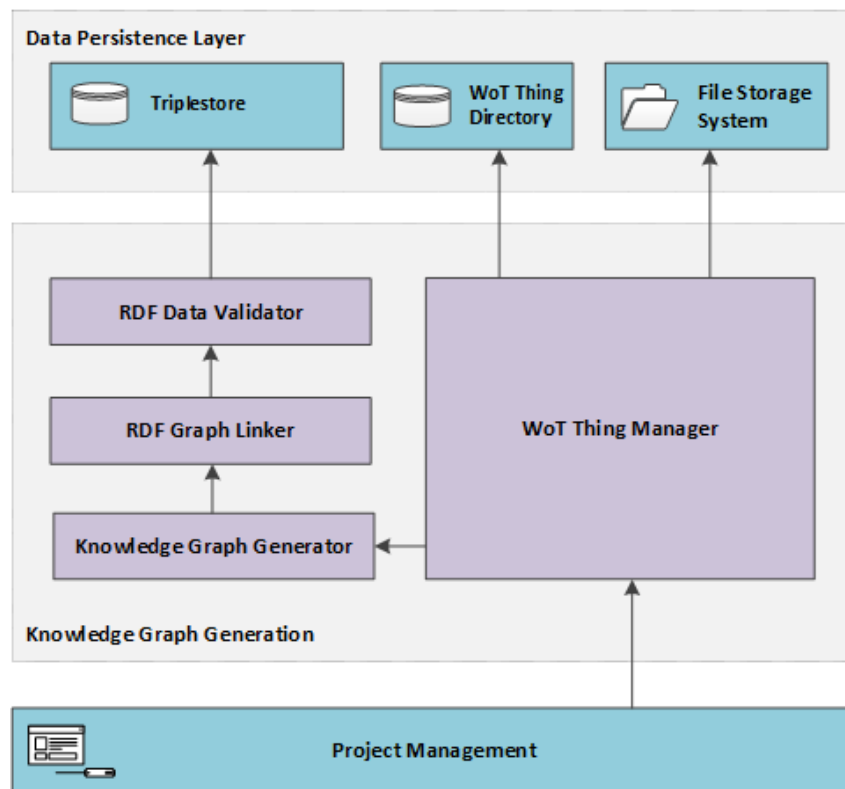 Data Persistence Layer
Triplestore
WoT Thing
Directory
File Storage
System
RDF Data Validator
RDF Graph Linker
WoT Thing Manager
Knowledge Graph Generator
Knowledge Graph Generation
Project Management